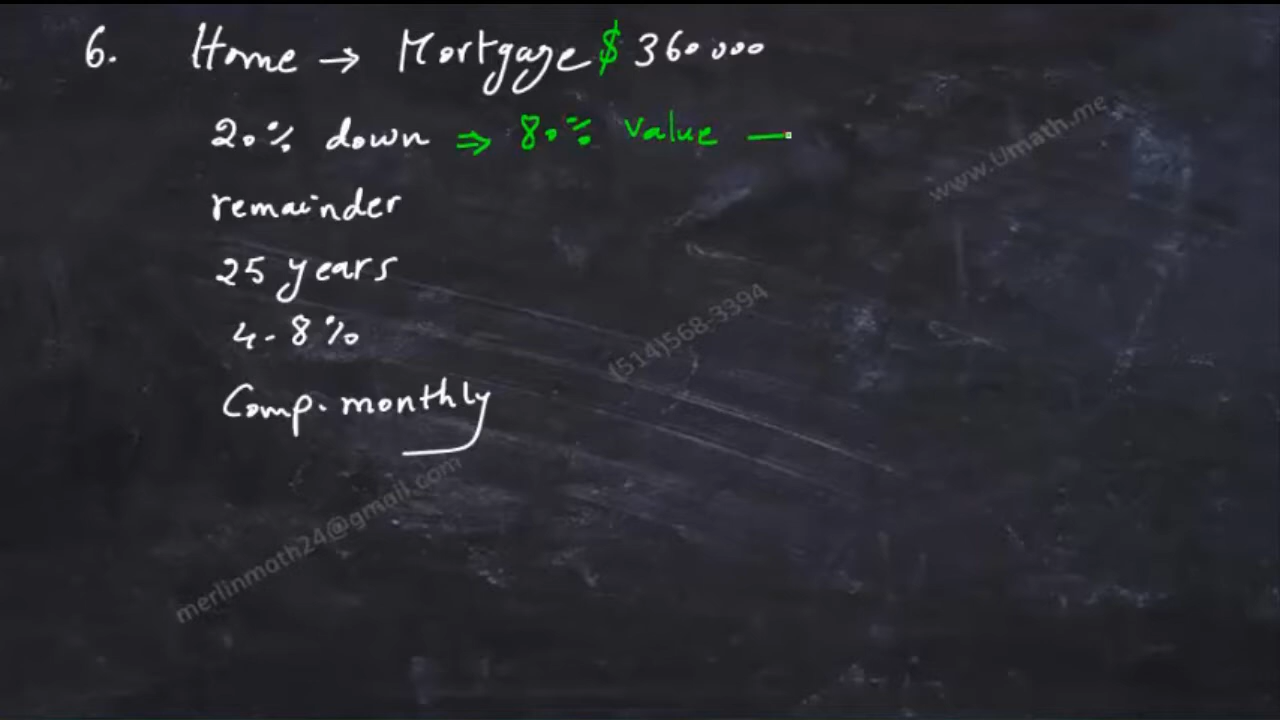 6. Home → Mortgage $ 360000
20% down ⇒ 80% value —
www.Umath.me
remainder
25 years
(514)568-3394
4.8%
Comp. monthly
merlinmath24@gmail.com